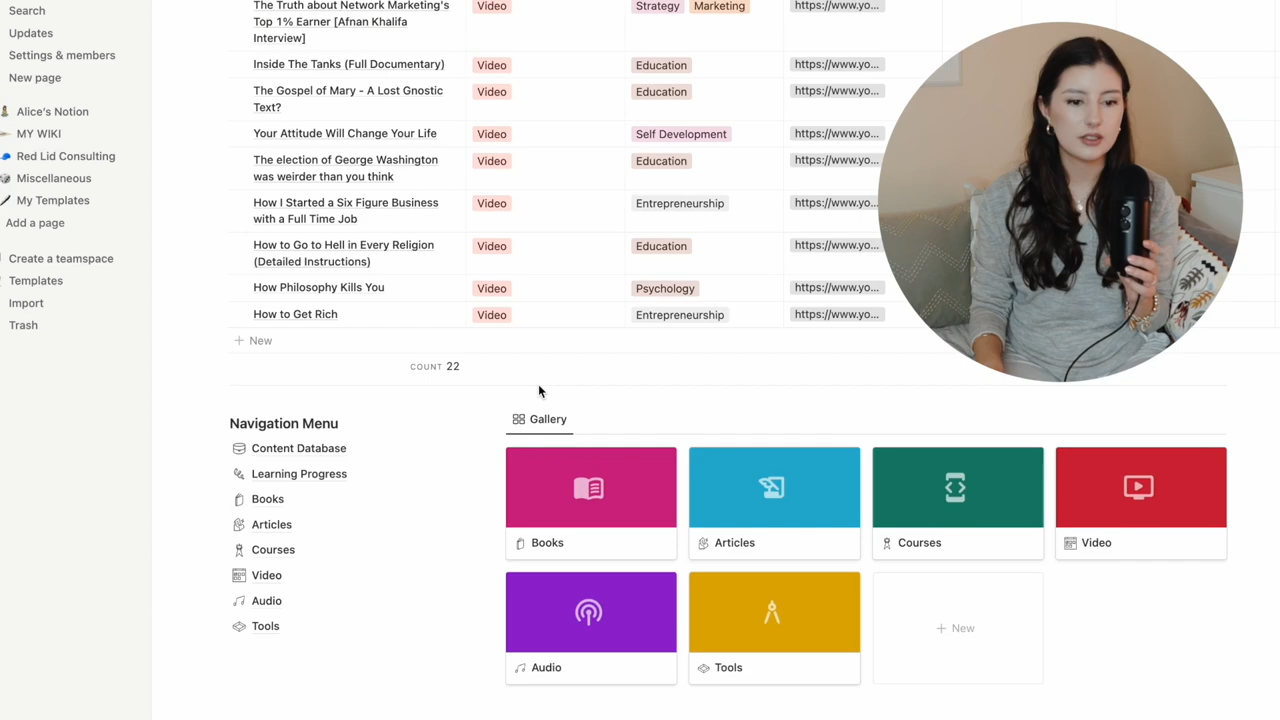 Search
Updates
Settings & members
New page
Alice's Notion
MY WIKI
Red Lid Consulting
Miscellaneous
My Templates
Add a page
Create a teamspace
Templates
Import
Trash
The Truth about Network Marketing's
Top 1% Earner [Afnan Khalifa
Interview]
Video
Strategy Marketing
https://www.yo...
Inside The Tanks (Full Documentary)
Video
Education
https://www.yo...
The Gospel of Mary - A Lost Gnostic
Text?
Video
Education
https://www.yo...
Your Attitude Will Change Your Life
Video
Self Development
https://www.yo...
The election of George Washington
was weirder than you think
Video
Education
https://www.yo...
How I Started a Six Figure Business
with a Full Time Job
Video
Entrepreneurship
https://www.yo...
How to Go to Hell in Every Religion
(Detailed Instructions)
Video
Education
https://www.yo...
How Philosophy Kills You
Video
Psychology
https://www.yo...
How to Get Rich
Video
Entrepreneurship
https://www.yo...
+ New
COUNT 22
Navigation Menu
Content Database
Learning Progress
Books
Articles
Courses
Video
Audio
Tools
Gallery
Books
Articles
Courses
Video
Audio
Tools
+ New